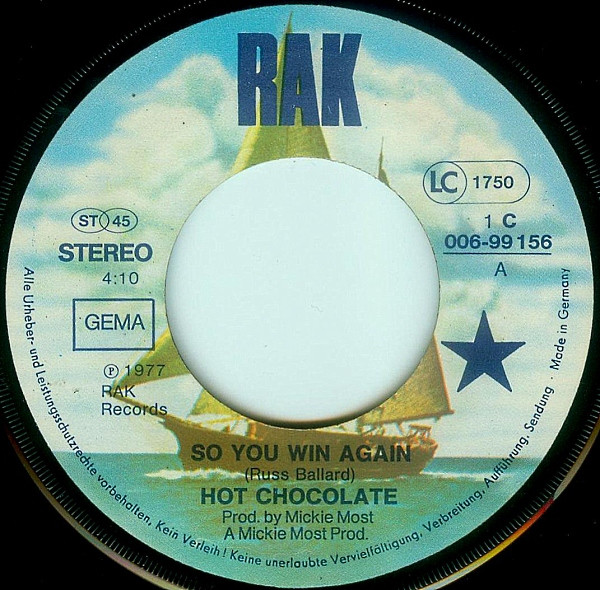 RAK
LC 1750
ST 45
STEREO
4:10
1 C
006-99 156
A
GEMA
Ⓟ 1977
RAK
Records
SO YOU WIN AGAIN
(Russ Ballard)
HOT CHOCOLATE
Prod. by Mickie Most
A Mickie Most Prod.
Alle Urheber- und Leistungsschutzrechte vorbehalten, Kein Verleih! Keine unerlaubte Vervielfältigung, Verbreitung, Aufführung, Sendung · Made in Germany